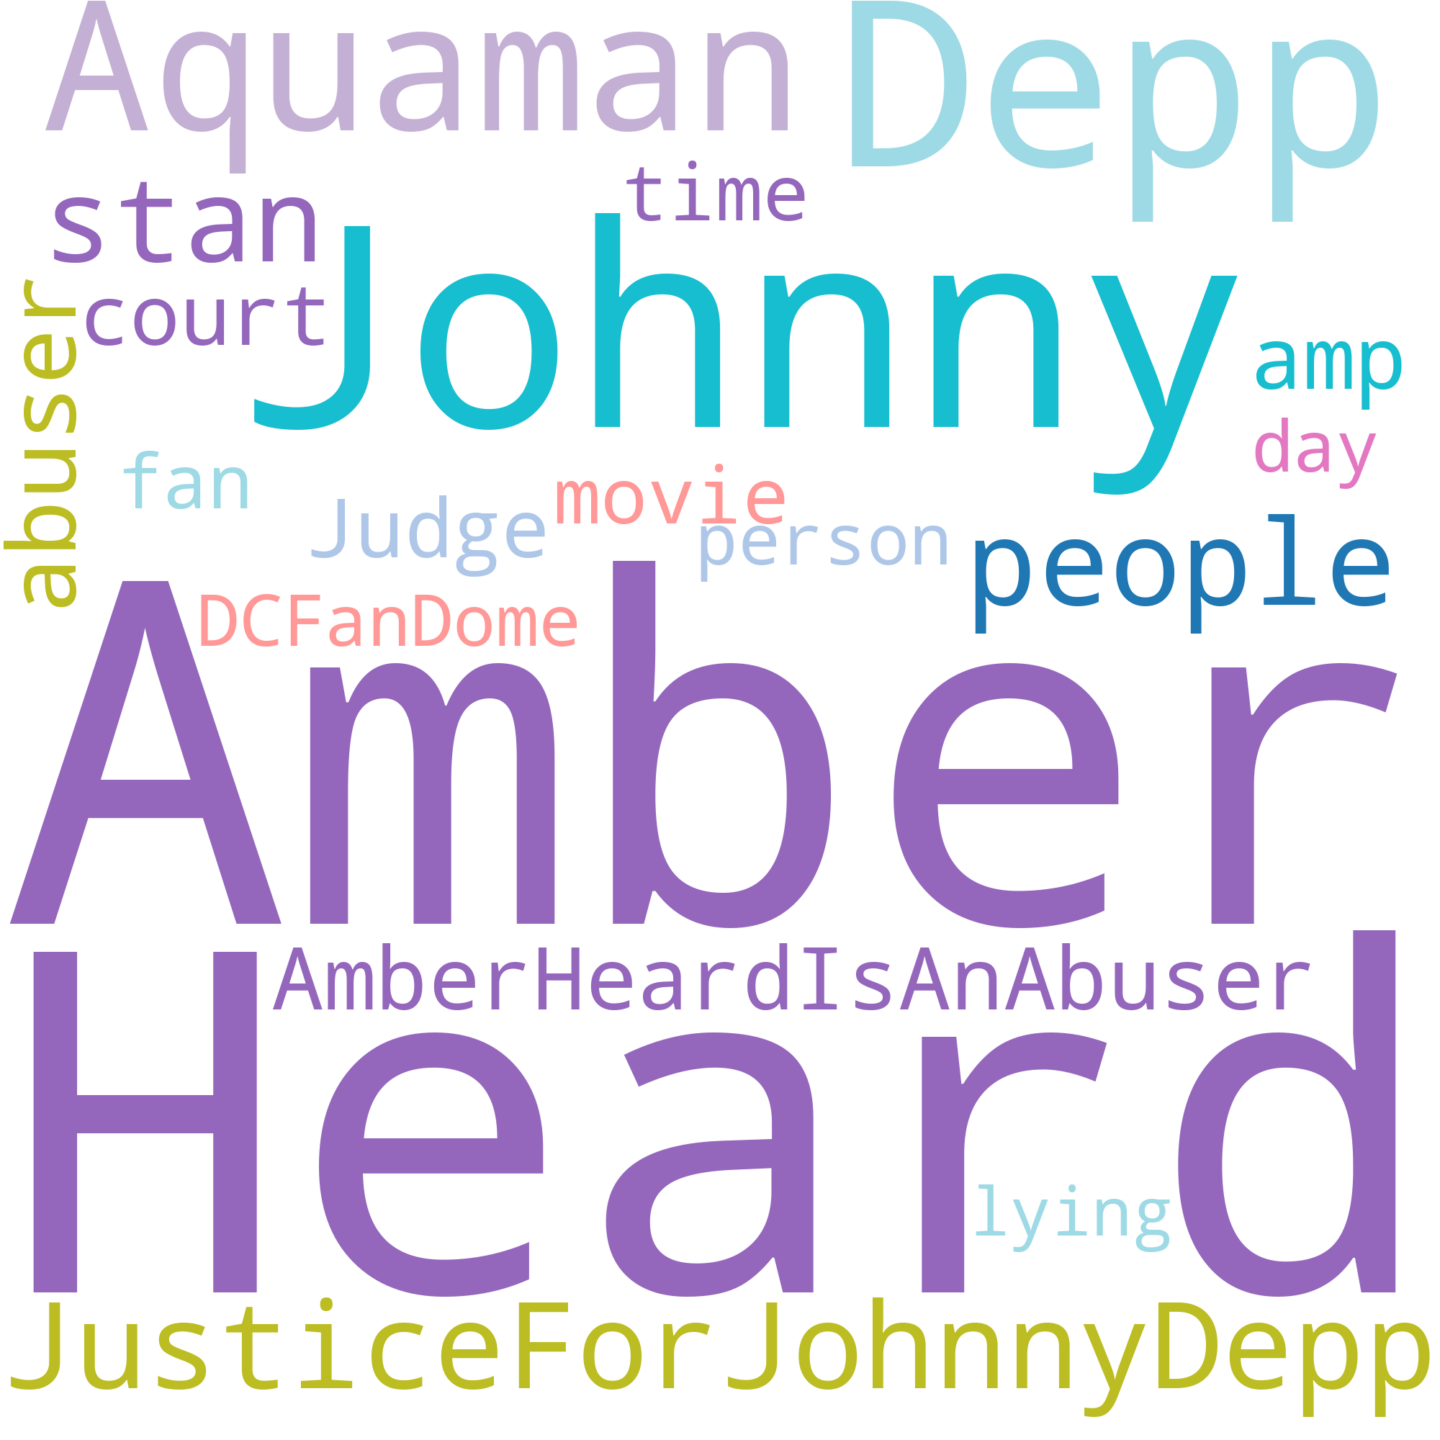 Aquaman Depp
stan time
court Johnny
abuser amp
day
fan movie
Judge person people
DCFanDome
Amber
AmberHeardIsAnAbuser
Heard
lying
JusticeForJohnnyDepp